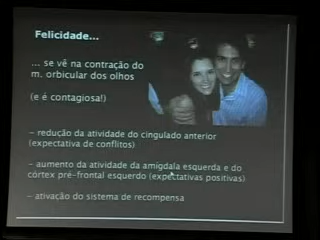 Felicidade...
... se vê na contração do
m. orbicular dos olhos
(e é contagiosa!)
– redução da atividade do cingulado anterior
(expectativa de conflitos)
– aumento da atividade da amígdala esquerda e do
córtex pré-frontal esquerdo (expectativas positivas)
– ativação do sistema de recompensa